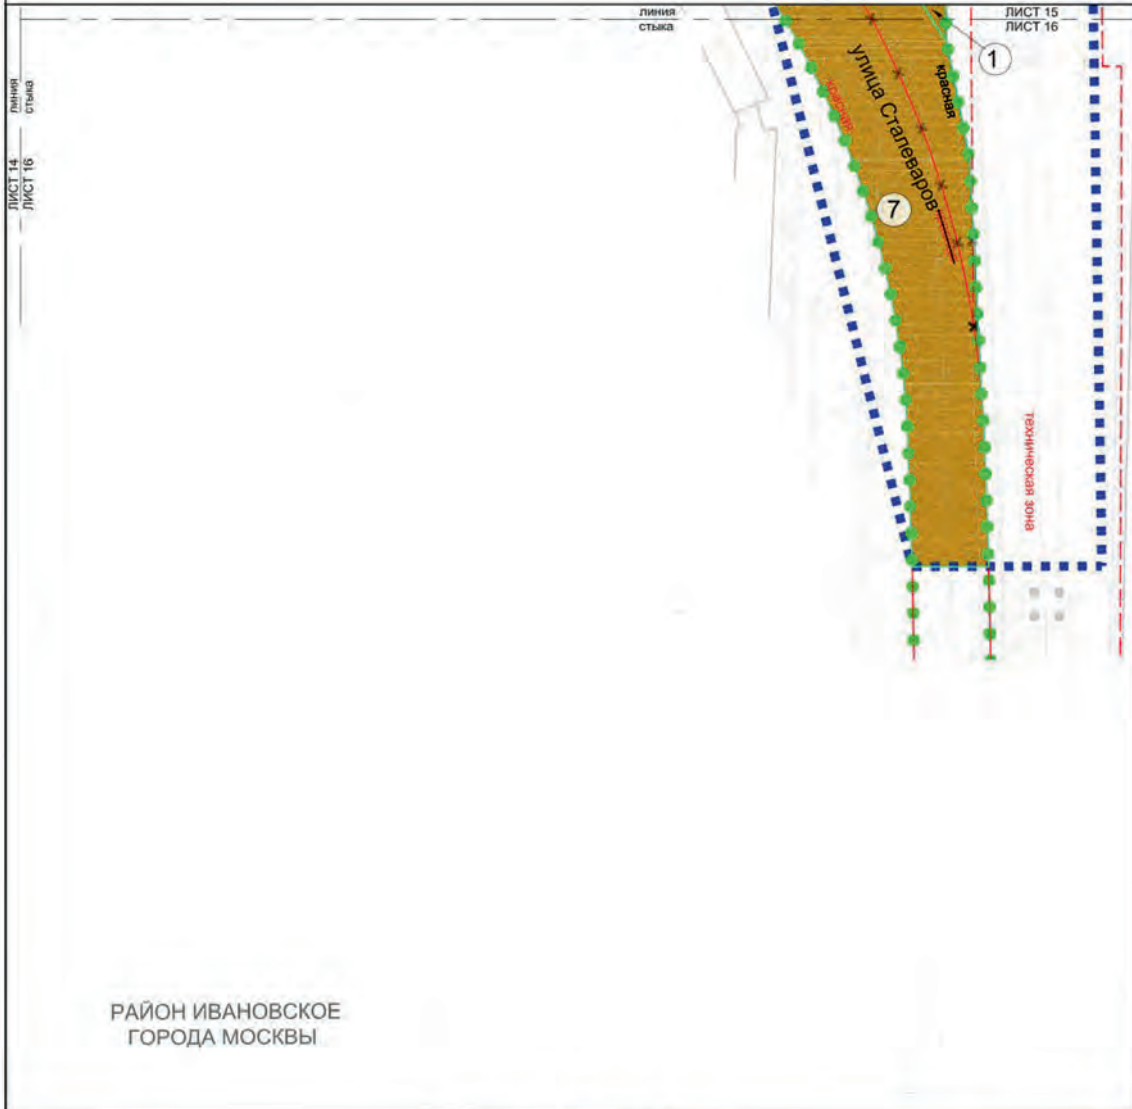 линия
стыка
ЛИСТ 15
ЛИСТ 16
1
линия
стыка
ЛИСТ 14
ЛИСТ 16
красная
улица Сталеваров
красная
7
техническая зона
РАЙОН ИВАНОВСКОЕ
ГОРОДА МОСКВЫ